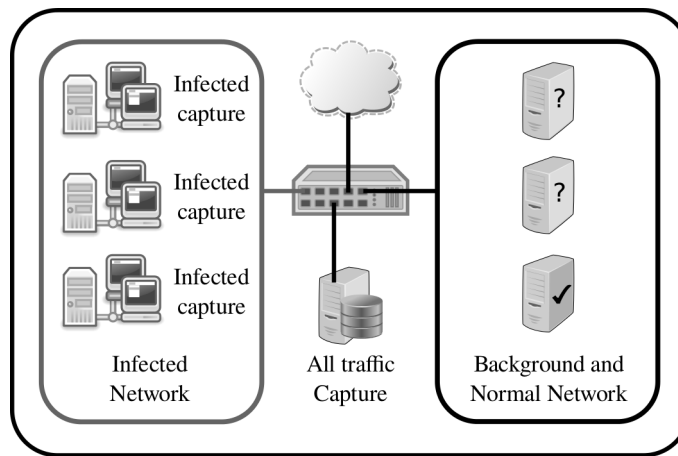 Infected
capture
Infected
capture
Infected
capture
Infected
Network
All traffic
Capture
?
?
✓
Background and
Normal Network